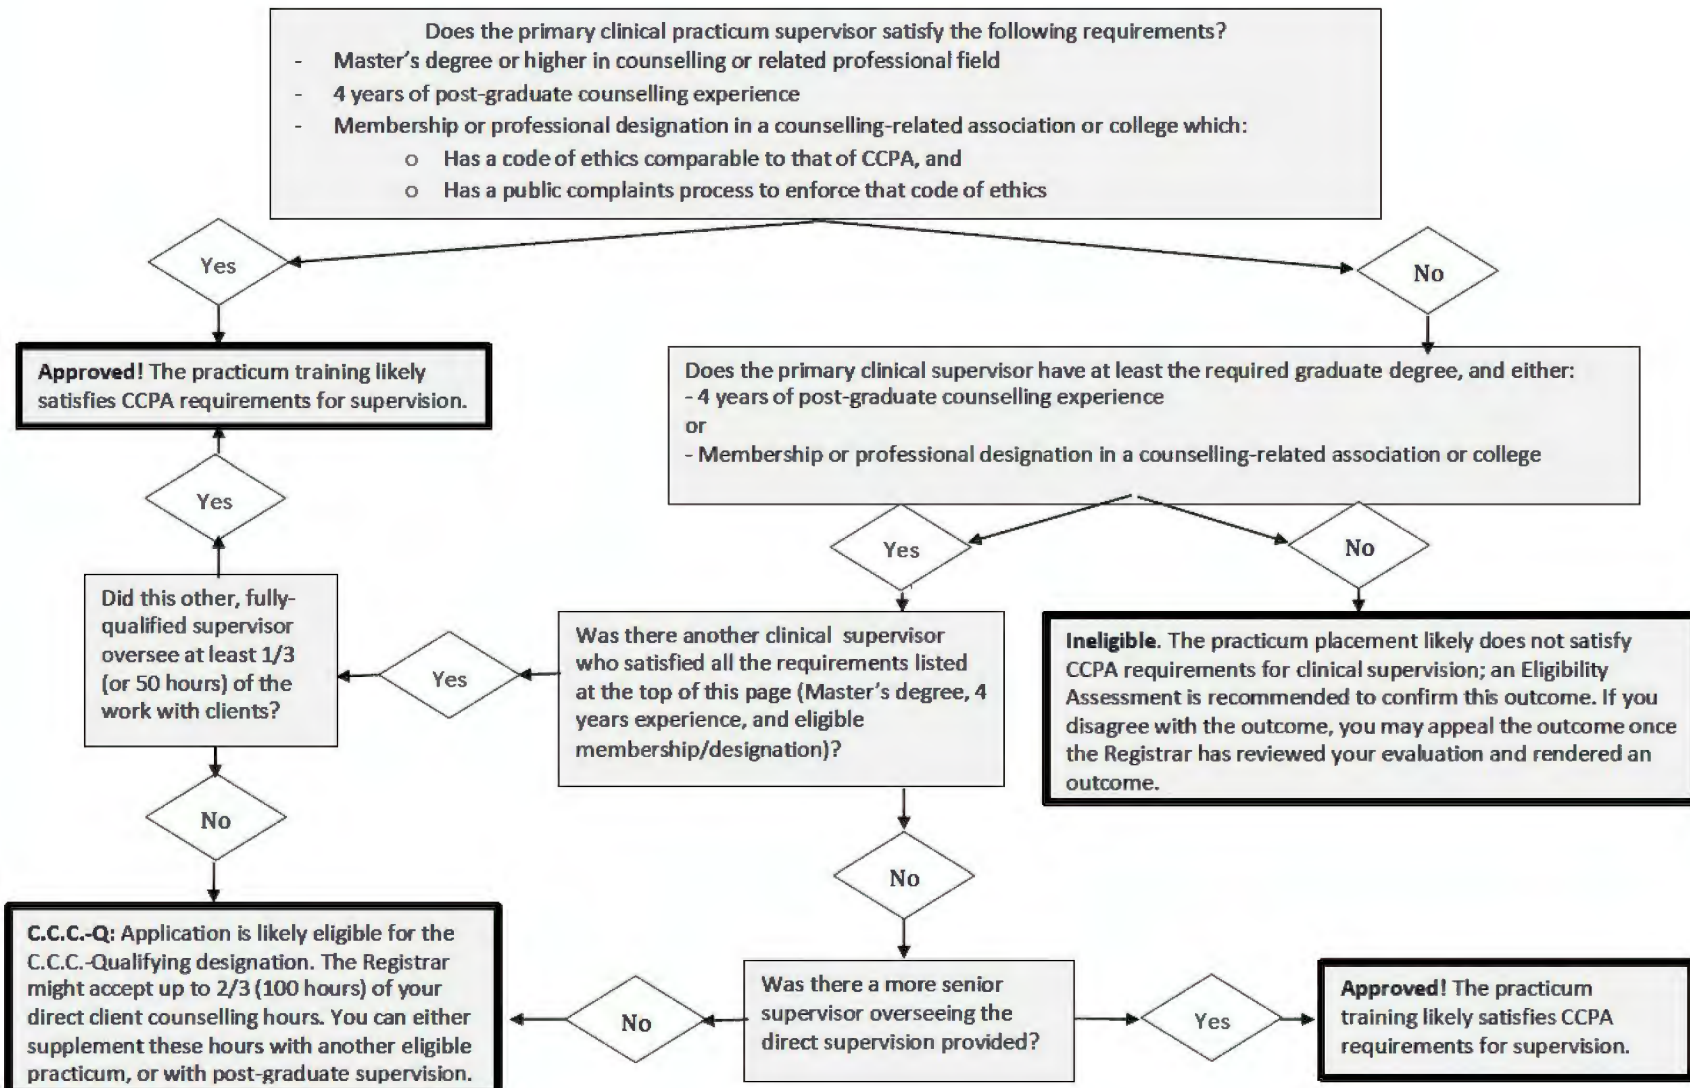 Does the primary clinical practicum supervisor satisfy the following requirements?
- Master's degree or higher in counselling or related professional field
- 4 years of post-graduate counselling experience
- Membership or professional designation in a counselling-related association or college which:
o Has a code of ethics comparable to that of CCPA, and
o Has a public complaints process to enforce that code of ethics
Yes
No
Approved! The practicum training likely
satisfies CCPA requirements for supervision.
Does the primary clinical supervisor have at least the required graduate degree, and either:
- 4 years of post-graduate counselling experience
or
- Membership or professional designation in a counselling-related association or college
Yes
Yes
No
Did this other, fully-
qualified supervisor
oversee at least 1/3
(or 50 hours) of the
work with clients?
Yes
Was there another clinical supervisor
who satisfied all the requirements listed
at the top of this page (Master's degree, 4
years experience, and eligible
membership/designation)?
Ineligible. The practicum placement likely does not satisfy
CCPA requirements for clinical supervision; an Eligibility
Assessment is recommended to confirm this outcome. If you
disagree with the outcome, you may appeal the outcome once
the Registrar has reviewed your evaluation and rendered an
outcome.
No
No
C.C.C.-Q: Application is likely eligible for the
C.C.C.-Qualifying designation. The Registrar
might accept up to 2/3 (100 hours) of your
direct client counselling hours. You can either
supplement these hours with another eligible
practicum, or with post-graduate supervision.
No
Was there a more senior
supervisor overseeing the
direct supervision provided?
Yes
Approved! The practicum
training likely satisfies CCPA
requirements for supervision.